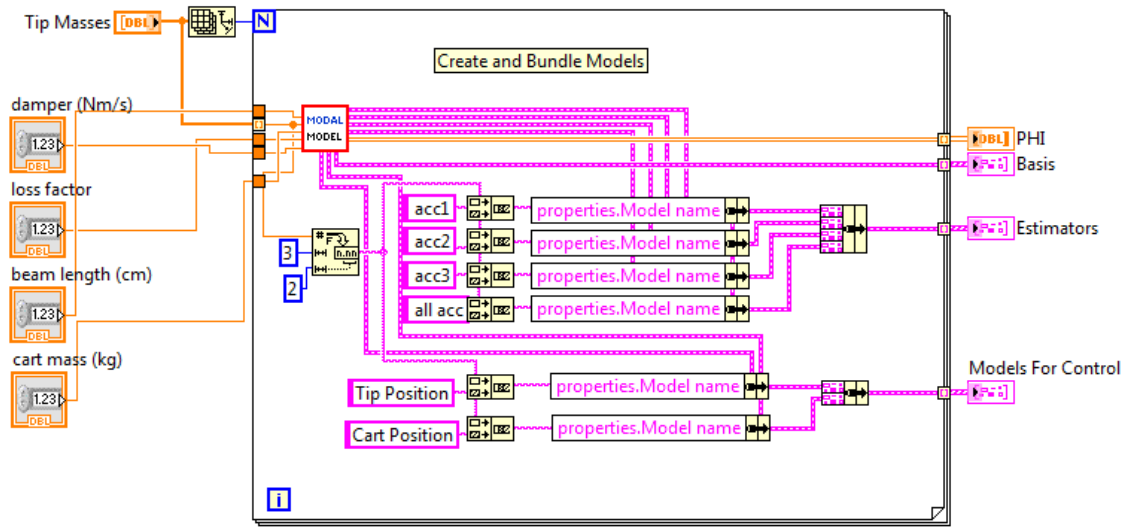 Tip Masses
DBL
N
Create and Bundle Models
damper (Nm/s)
1.23
DBL
MODAL
MODEL
DBL
PHI
Basis
loss factor
1.23
DBL
acc1
properties.Model name
acc2
properties.Model name
Estimators
#
F
n.nn
3
2
acc3
properties.Model name
beam length (cm)
1.23
DBL
all acc
properties.Model name
cart mass (kg)
1.23
DBL
Models For Control
Tip Position
properties.Model name
Cart Position
properties.Model name
i